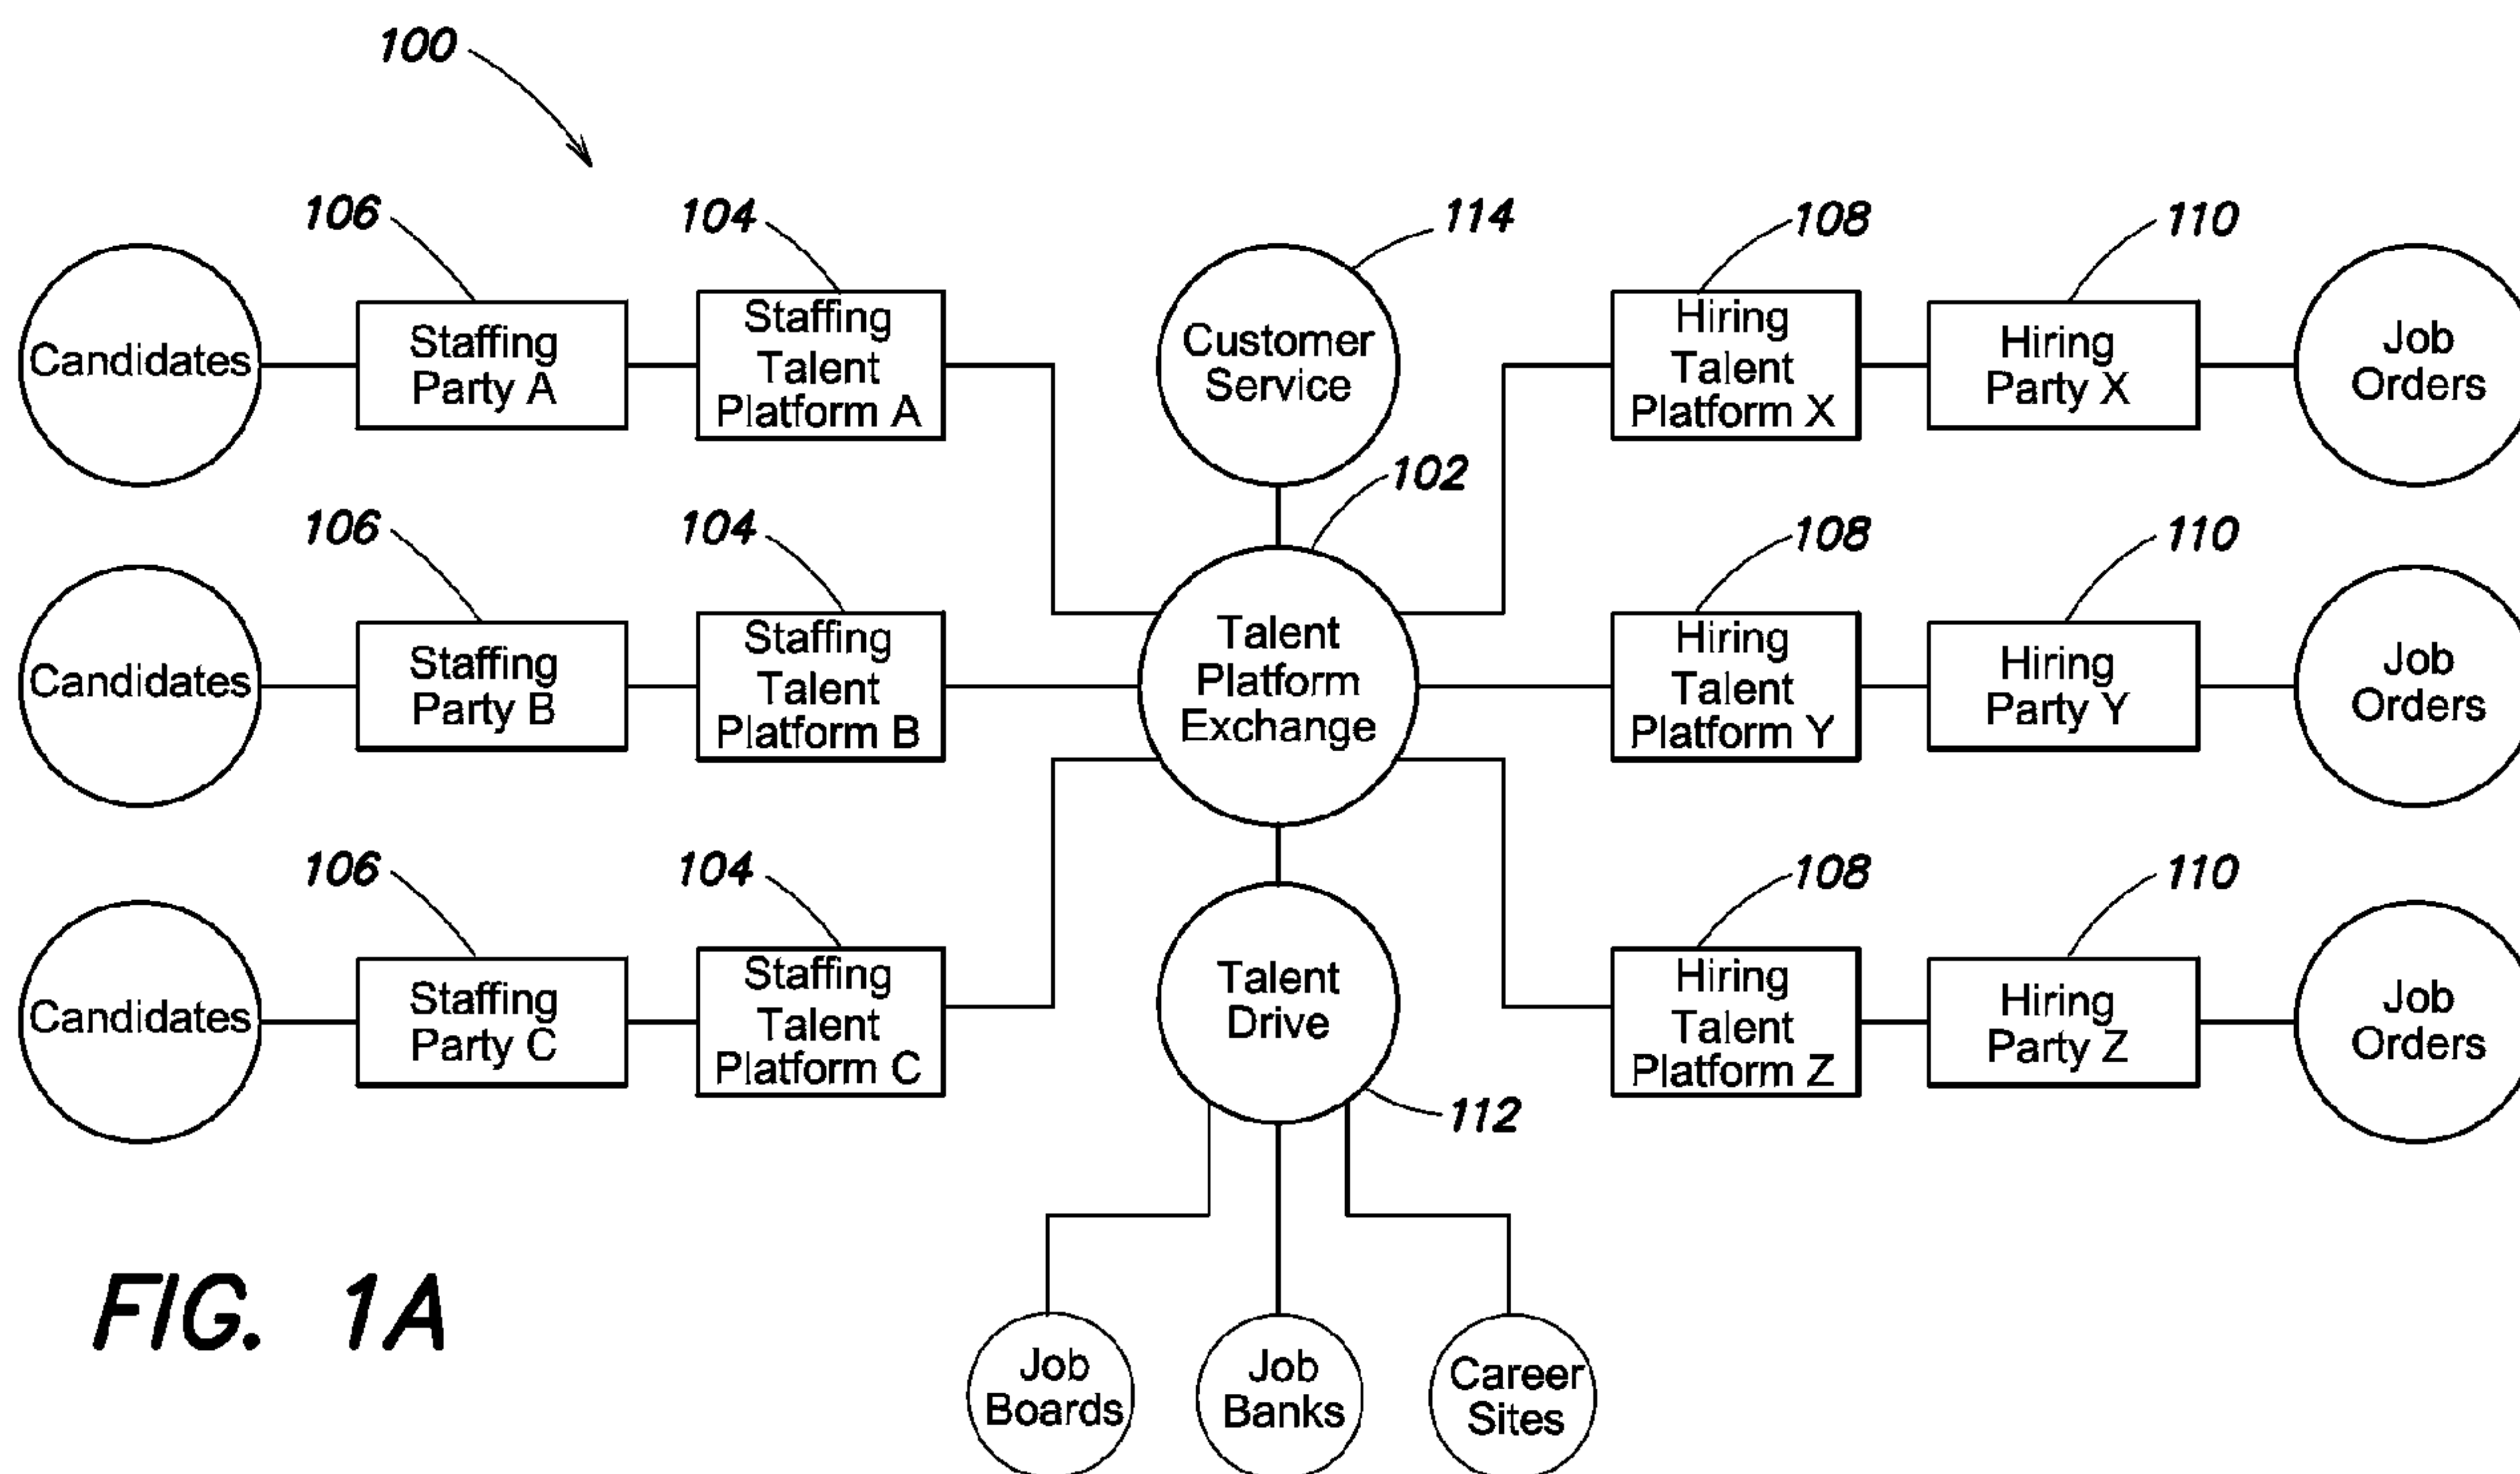 100
106
104
114
108
110
Candidates
Staffing
Party A
Staffing
Talent
Platform A
Customer
Service
Hiring
Talent
Platform X
Hiring
Party X
Job
Orders
102
106
104
108
110
Candidates
Staffing
Party B
Staffing
Talent
Platform B
Talent
Platform
Exchange
Hiring
Talent
Platform Y
Hiring
Party Y
Job
Orders
106
104
108
110
Candidates
Staffing
Party C
Staffing
Talent
Platform C
Talent
Drive
Hiring
Talent
Platform Z
Hiring
Party Z
Job
Orders
112
FIG. 1A
Job
Boards
Job
Banks
Career
Sites